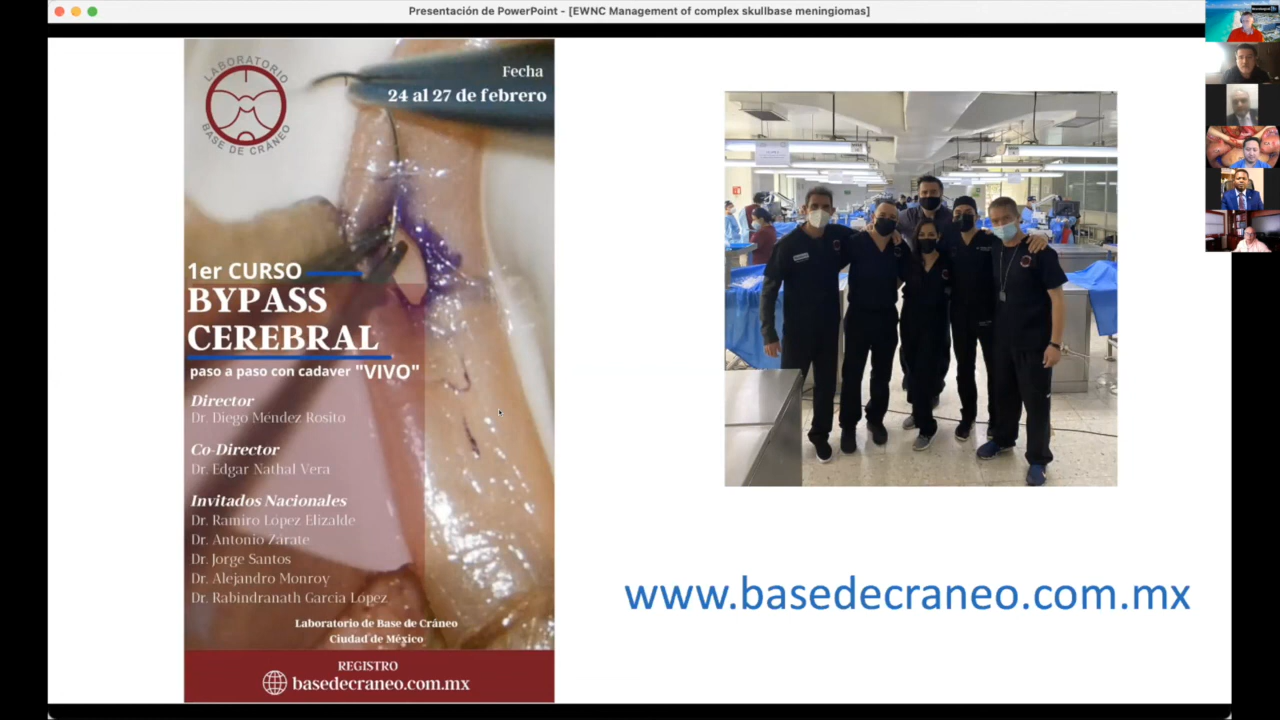 Presentación de PowerPoint - [EWNC Management of complex skullbase meningiomas]
LABORATORIO
BASE DE CRÁNEO
Fecha
24 al 27 de febrero
1er CURSO
BYPASS
CEREBRAL
paso a paso con cadaver "VIVO"
Director
Dr. Diego Méndez Rosito
Co-Director
Dr. Edgar Nathal Vera
Invitados Nacionales
Dr. Ramiro López Elizalde
Dr. Antonio Zárate
Dr. Jorge Santos
Dr. Alejandro Monroy
Dr. Rabindranath García López
Laboratorio de Base de Cráneo
Ciudad de México
REGISTRO
basedecraneo.com.mx
www.basedecraneo.com.mx